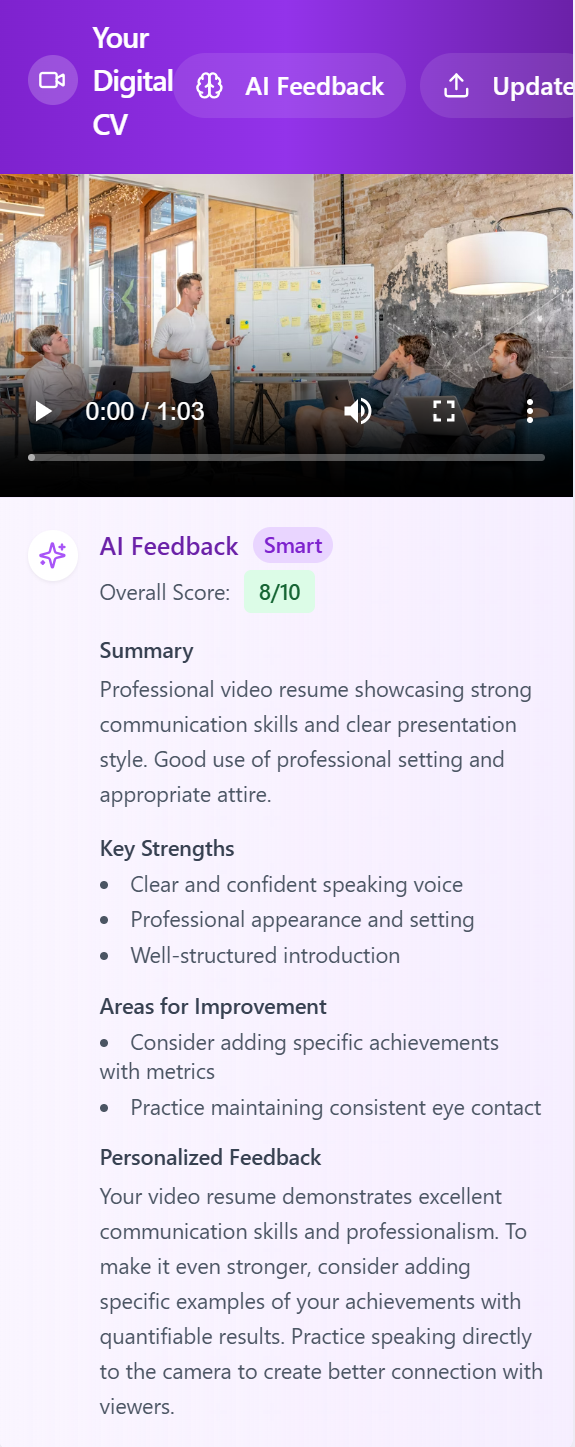 Your
Digital
CV
AI Feedback
Update
0:00 / 1:03
AI Feedback
Smart
Overall Score:
8/10
Summary
Professional video resume showcasing strong
communication skills and clear presentation
style. Good use of professional setting and
appropriate attire.
Key Strengths
• Clear and confident speaking voice
• Professional appearance and setting
• Well-structured introduction
Areas for Improvement
• Consider adding specific achievements
with metrics
• Practice maintaining consistent eye contact
Personalized Feedback
Your video resume demonstrates excellent
communication skills and professionalism. To
make it even stronger, consider adding
specific examples of your achievements with
quantifiable results. Practice speaking directly
to the camera to create better connection with
viewers.